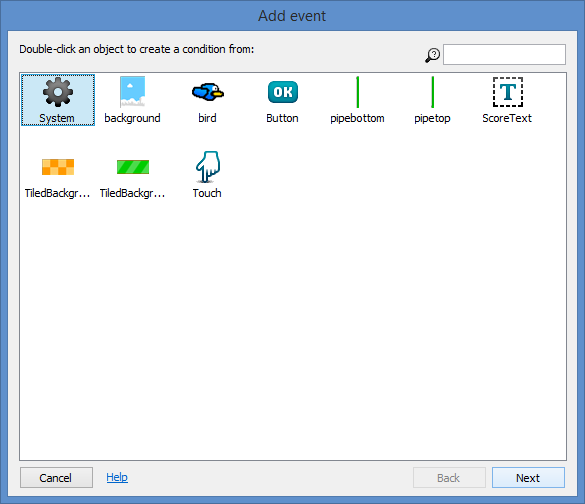 Add event
Double-click an object to create a condition from:
System background bird OK Button pipebottom pipetop T ScoreText
TiledBackgr... TiledBackgr... Touch
Cancel Help Back Next